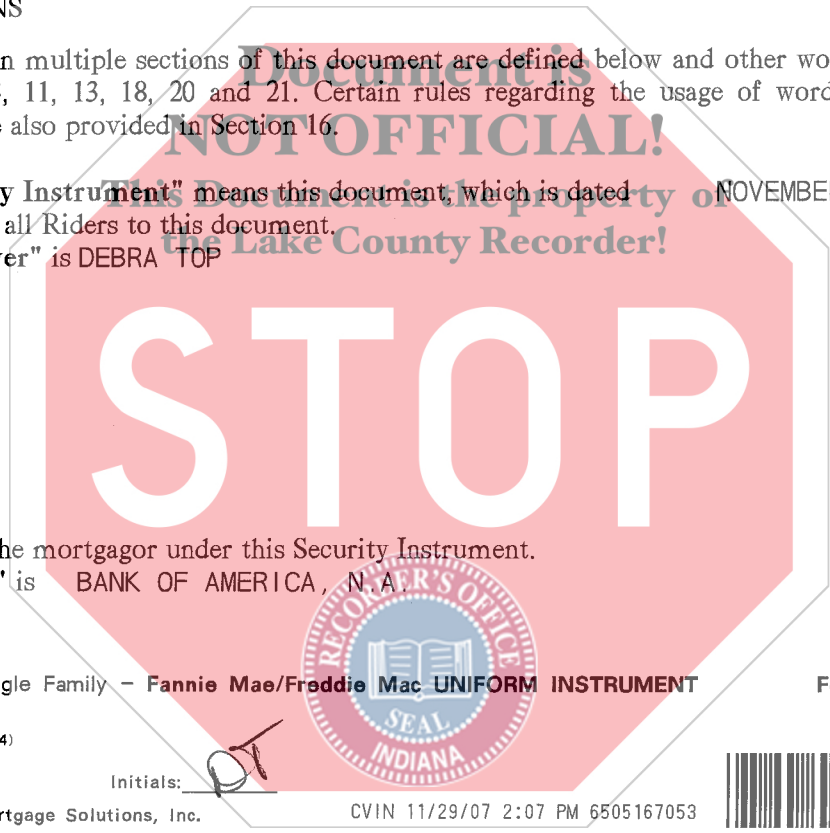 NS
n multiple sections of this document are defined below and other wo
, 11, 13, 18, 20 and 21. Certain rules regarding the usage of word
also provided in Section 16.
Document is
NOT OFFICIAL!
This Document is the property of
the Lake County Recorder!
y Instrument" means this document, which is dated NOVEMBE
all Riders to this document.
er" is DEBRA TOP
STOP
he mortgagor under this Security Instrument.
" is BANK OF AMERICA, N.A.
RECORDER'S OFFICE
SEAL
INDIANA
gle Family – Fannie Mae/Freddie Mac UNIFORM INSTRUMENT F
4)
Initials: DT
rtgage Solutions, Inc.
CVIN 11/29/07 2:07 PM 6505167053